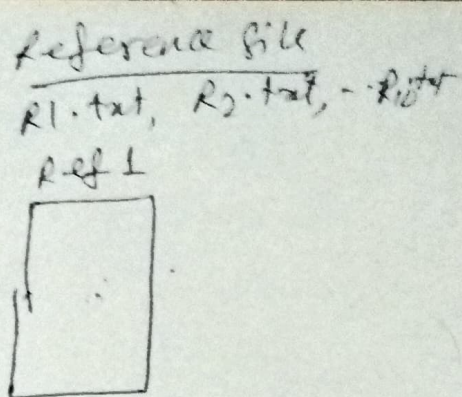 Reference file
R1.txt, R2.txt, -- R10.txt
Ref 1